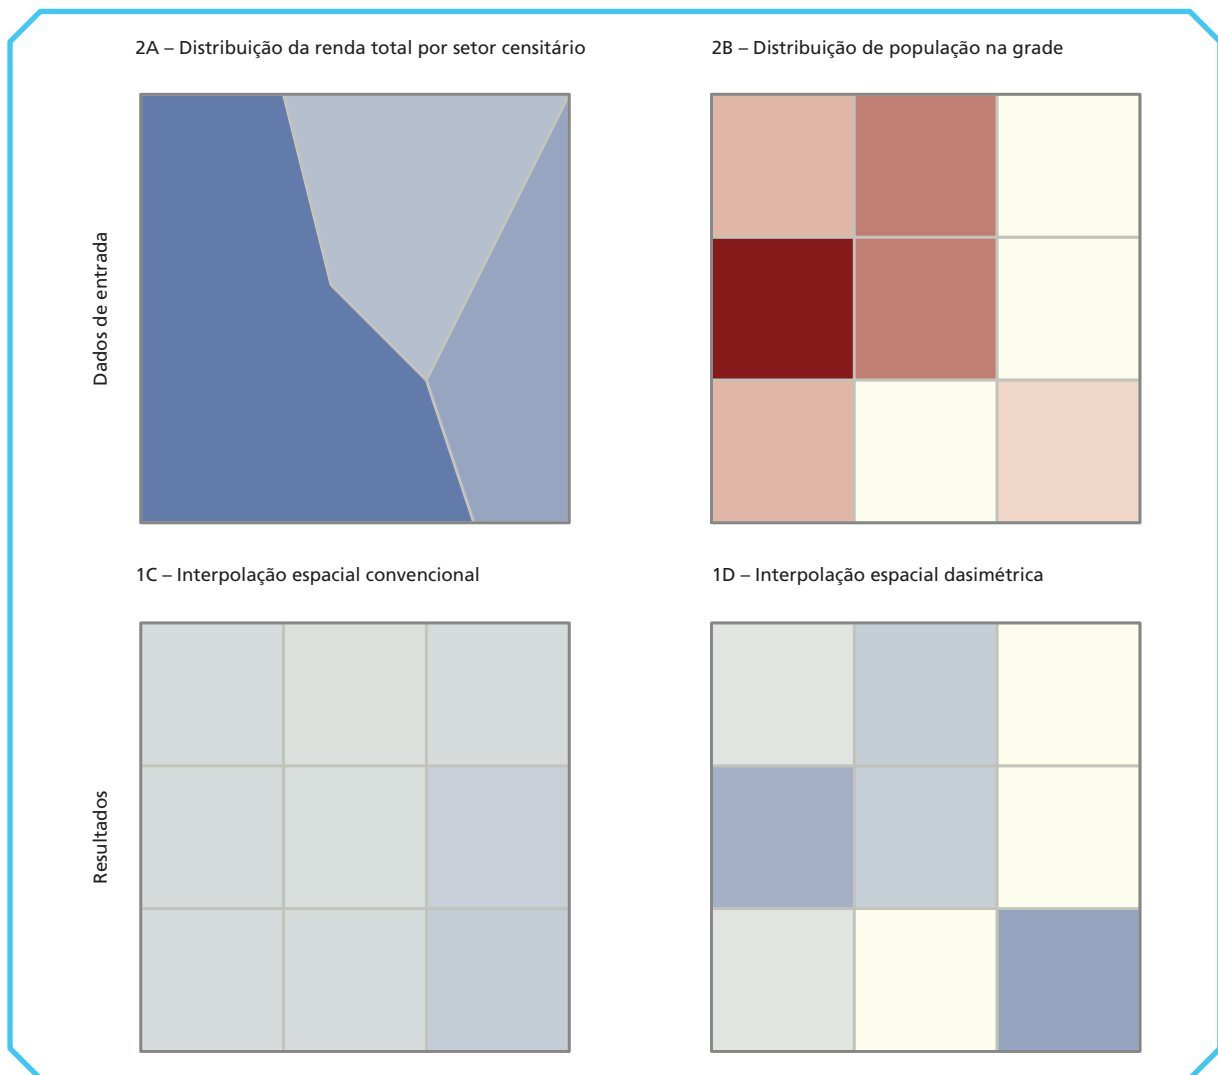 2A – Distribuição da renda total por setor censitário
2B – Distribuição de população na grade
Dados de entrada
1C – Interpolação espacial convencional
1D – Interpolação espacial dasimétrica
Resultados